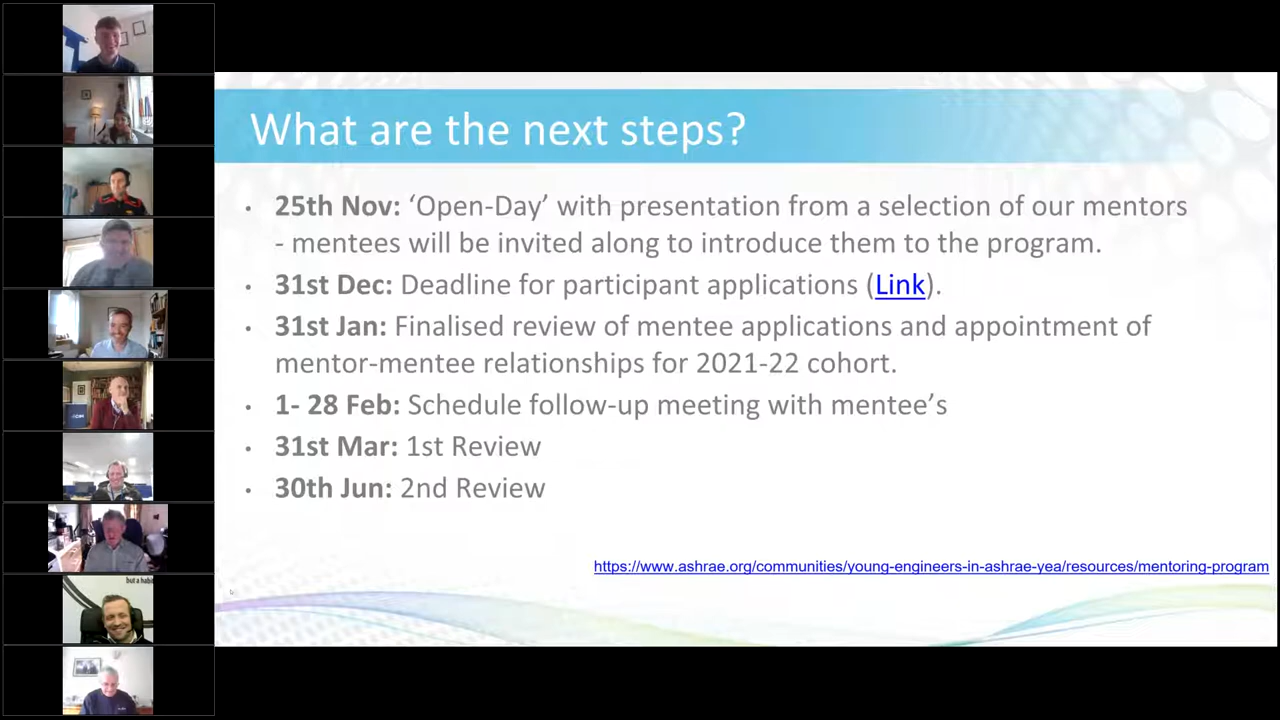 What are the next steps?
• 25th Nov: ‘Open-Day’ with presentation from a selection of our mentors
- mentees will be invited along to introduce them to the program.
• 31st Dec: Deadline for participant applications (Link).
• 31st Jan: Finalised review of mentee applications and appointment of
mentor-mentee relationships for 2021-22 cohort.
• 1- 28 Feb: Schedule follow-up meeting with mentee’s
• 31st Mar: 1st Review
• 30th Jun: 2nd Review
https://www.ashrae.org/communities/young-engineers-in-ashrae-yea/resources/mentoring-program
but a habi